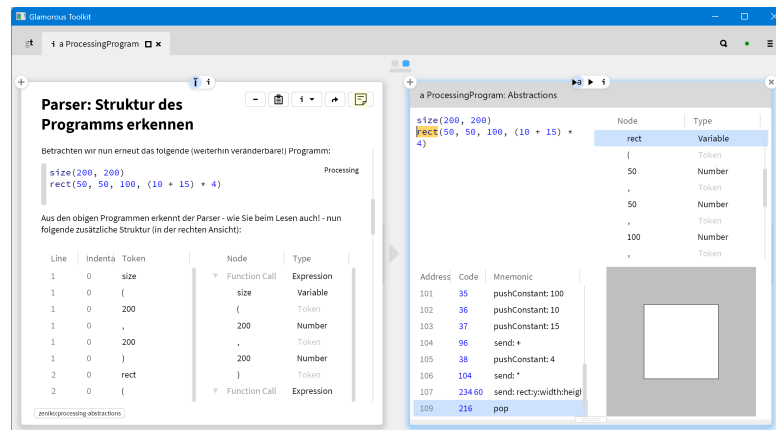 Glamorous Toolkit
gt
i a ProcessingProgram
Parser: Struktur des
Programms erkennen
i
Betrachten wir nun erneut das folgende (weiterhin veränderbare!) Programm:
size(200, 200)
rect(50, 50, 100, (10 + 15) * 4)
Processing
Aus den obigen Programmen erkennt der Parser - wie Sie beim Lesen auch! - nun
folgende zusätzliche Struktur (in der rechten Ansicht):
Line Indenta Token
1 0 size
1 0 (
1 0 200
1 0 ,
1 0 200
1 0 )
2 0 rect
2 0 (
Node Type
Function Call Expression
size Variable
( Token
200 Number
, Token
200 Number
) Token
Function Call Expression
zeniko:processing-abstractions
a ProcessingProgram: Abstractions
size(200, 200)
rect(50, 50, 100, (10 + 15) *
4)
Node Type
rect Variable
( Token
50 Number
, Token
50 Number
, Token
100 Number
, Token
Address Code Mnemonic
101 35 pushConstant: 100
102 36 pushConstant: 10
103 37 pushConstant: 15
104 96 send: +
105 38 pushConstant: 4
106 104 send: *
107 234 60 send: rect:y:width:heigh
109 216 pop